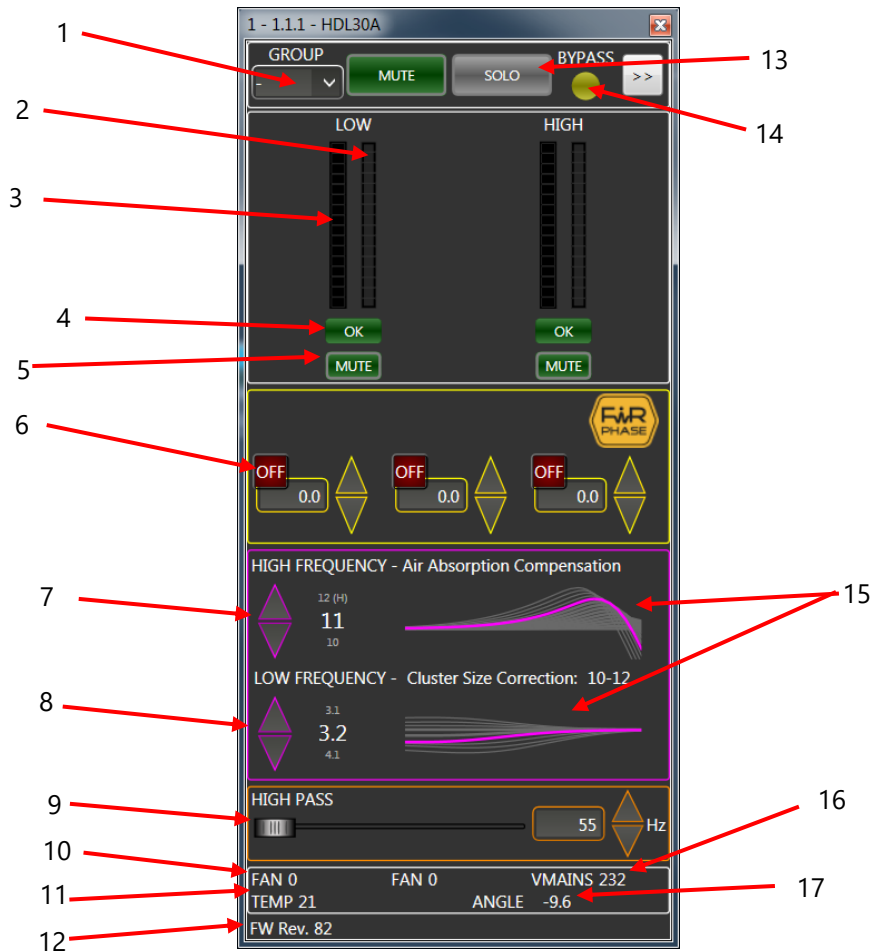 1 - 1.1.1 - HDL30A
1
GROUP
BYPASS
13
-
MUTE
SOLO
>>
2
LOW
HIGH
14
3
4
OK
OK
5
MUTE
MUTE
6
FiR
PHASE
OFF
OFF
OFF
0.0
0.0
0.0
HIGH FREQUENCY - Air Absorption Compensation
7
12 (H)
15
11
10
LOW FREQUENCY - Cluster Size Correction: 10-12
8
3.1
3.2
4.1
HIGH PASS
9
55
Hz
16
10
FAN 0
FAN 0
VMAINS 232
11
TEMP 21
ANGLE
-9.6
17
12
FW Rev. 82